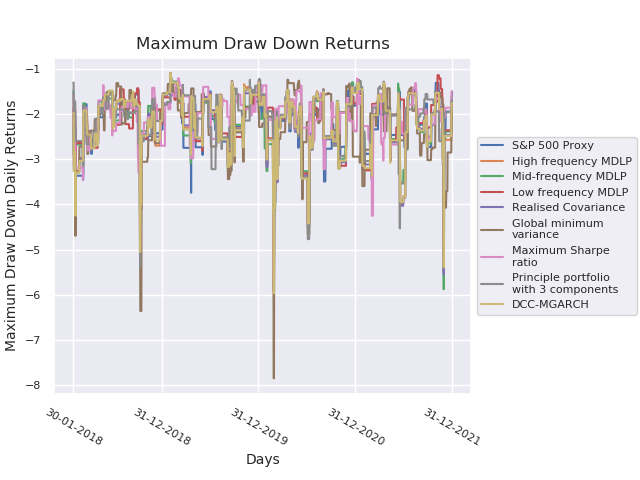 Maximum Draw Down Returns
Maximum Draw Down Daily Returns
−1
−2
−3
−4
−5
−6
−7
−8
30-01-2018
31-12-2018
31-12-2019
31-12-2020
31-12-2021
Days
S&P 500 Proxy
High frequency MDLP
Mid-frequency MDLP
Low frequency MDLP
Realised Covariance
Global minimum
variance
Maximum Sharpe
ratio
Principle portfolio
with 3 components
DCC-MGARCH